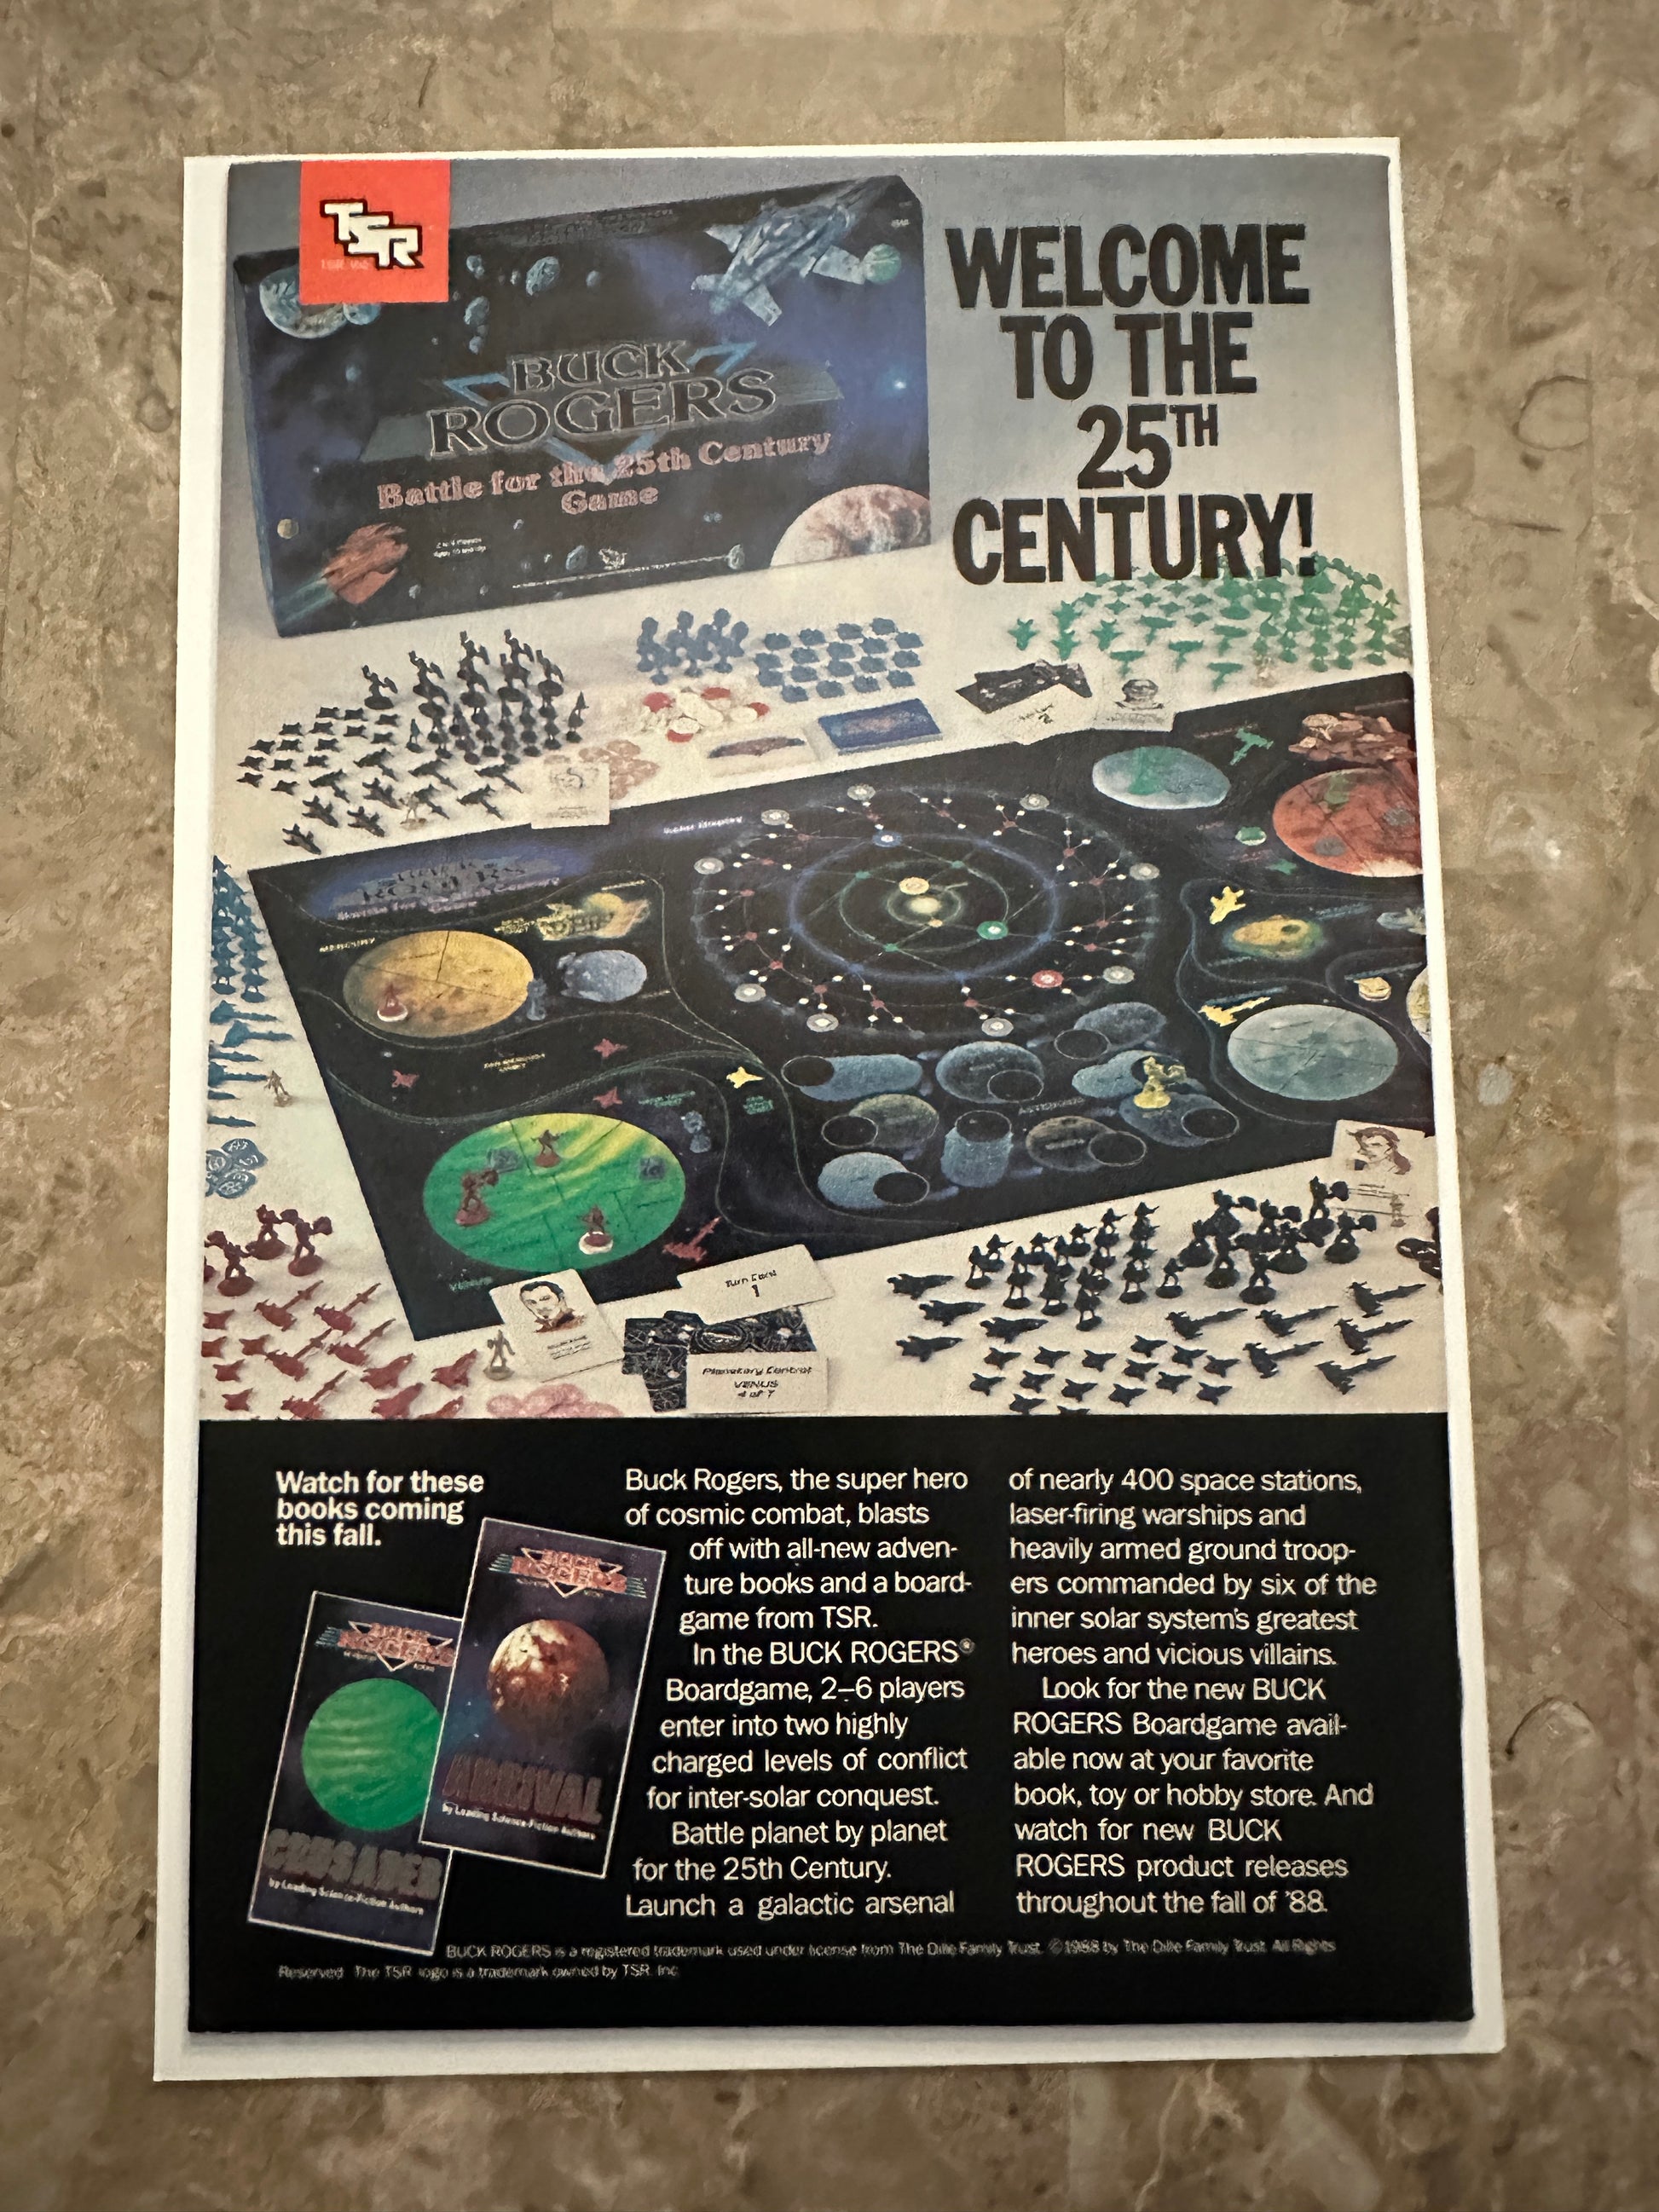 TSR
WELCOME
TO THE
25TH
CENTURY!
BUCK
ROGERS
Battle for the 25th Century
Game
MERCURY
VENUS
Turn Card
1
Planetary Control
VENUS
4 of 7
Watch for these
books coming
this fall.
BUCK
ROGERS
ARRIVAL
by Leading Science-Fiction Authors
BUCK
ROGERS
CRUSADER
by Leading Science-Fiction Authors
Buck Rogers, the super hero
of cosmic combat, blasts
off with all-new adven-
ture books and a board-
game from TSR.
In the BUCK ROGERS®
Boardgame, 2–6 players
enter into two highly
charged levels of conflict
for inter-solar conquest.
Battle planet by planet
for the 25th Century.
Launch a galactic arsenal
of nearly 400 space stations,
laser-firing warships and
heavily armed ground troop-
ers commanded by six of the
inner solar system's greatest
heroes and vicious villains.
Look for the new BUCK
ROGERS Boardgame avail-
able now at your favorite
book, toy or hobby store. And
watch for new BUCK
ROGERS product releases
throughout the fall of '88.
BUCK ROGERS is a registered trademark used under license from The Dille Family Trust. ©1988 by The Dille Family Trust. All Rights
Reserved. The TSR logo is a trademark owned by TSR, Inc.